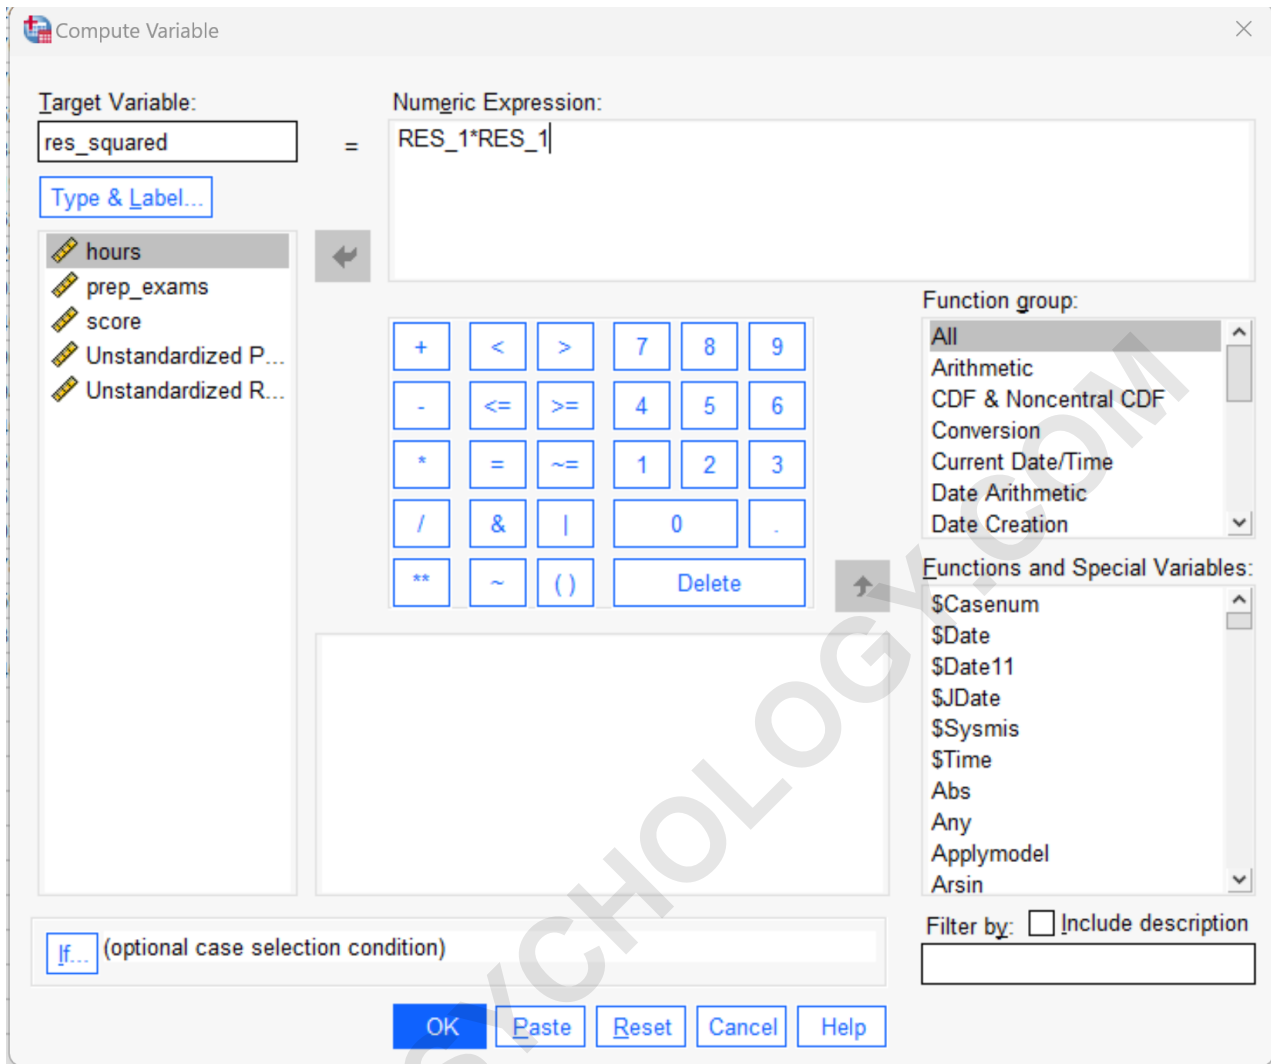 Compute Variable
Target Variable:
Numeric Expression:
res_squared
=
RES_1*RES_1
Type & Label...
hours
prep_exams
score
Unstandardized P...
Unstandardized R...
+ < > 7 8 9
- <= >= 4 5 6
* = ~= 1 2 3
/ & | 0 .
** ~ ( ) Delete
Function group:
All
Arithmetic
CDF & Noncentral CDF
Conversion
Current Date/Time
Date Arithmetic
Date Creation
Functions and Special Variables:
$Casenum
$Date
$Date11
$JDate
$Sysmis
$Time
Abs
Any
Applymodel
Arsin
If... (optional case selection condition)
Filter by: Include description
OK Paste Reset Cancel Help
SYCHOLOGY.COM